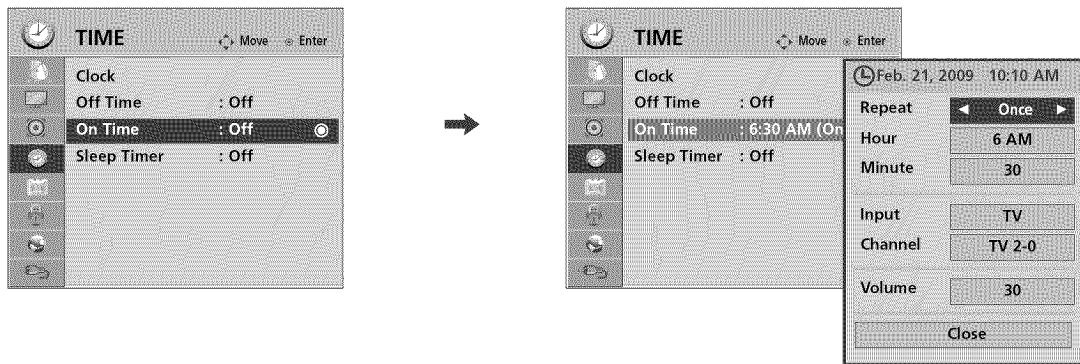 TIME
Move Enter
Clock
Off Time : Off
On Time : Off
Sleep Timer : Off
TIME
Move Enter
Clock
Off Time : Off
On Time : 6:30 AM (On
Sleep Timer : Off
Feb. 21, 2009 10:10 AM
Repeat ◀ Once ▶
Hour 6 AM
Minute 30
Input TV
Channel TV 2-0
Volume 30
Close